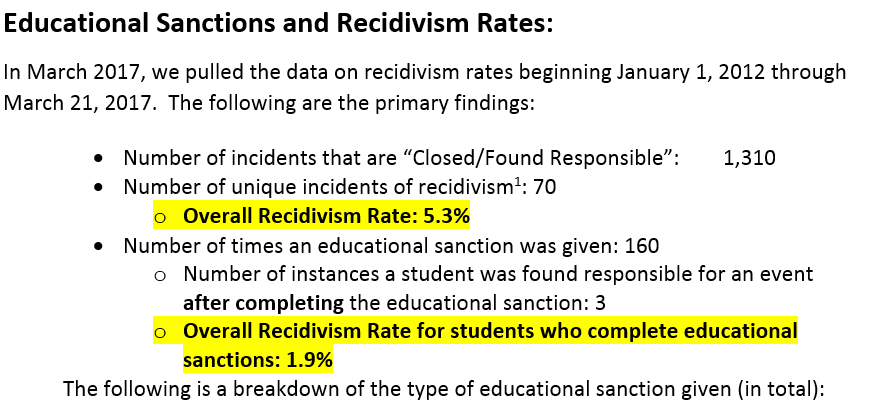 Educational Sanctions and Recidivism Rates:
In March 2017, we pulled the data on recidivism rates beginning January 1, 2012 through
March 21, 2017.  The following are the primary findings:
• Number of incidents that are “Closed/Found Responsible”: 1,310
• Number of unique incidents of recidivism¹: 70
o Overall Recidivism Rate: 5.3%
• Number of times an educational sanction was given: 160
o Number of instances a student was found responsible for an event
after completing the educational sanction: 3
o Overall Recidivism Rate for students who complete educational
sanctions: 1.9%
The following is a breakdown of the type of educational sanction given (in total):